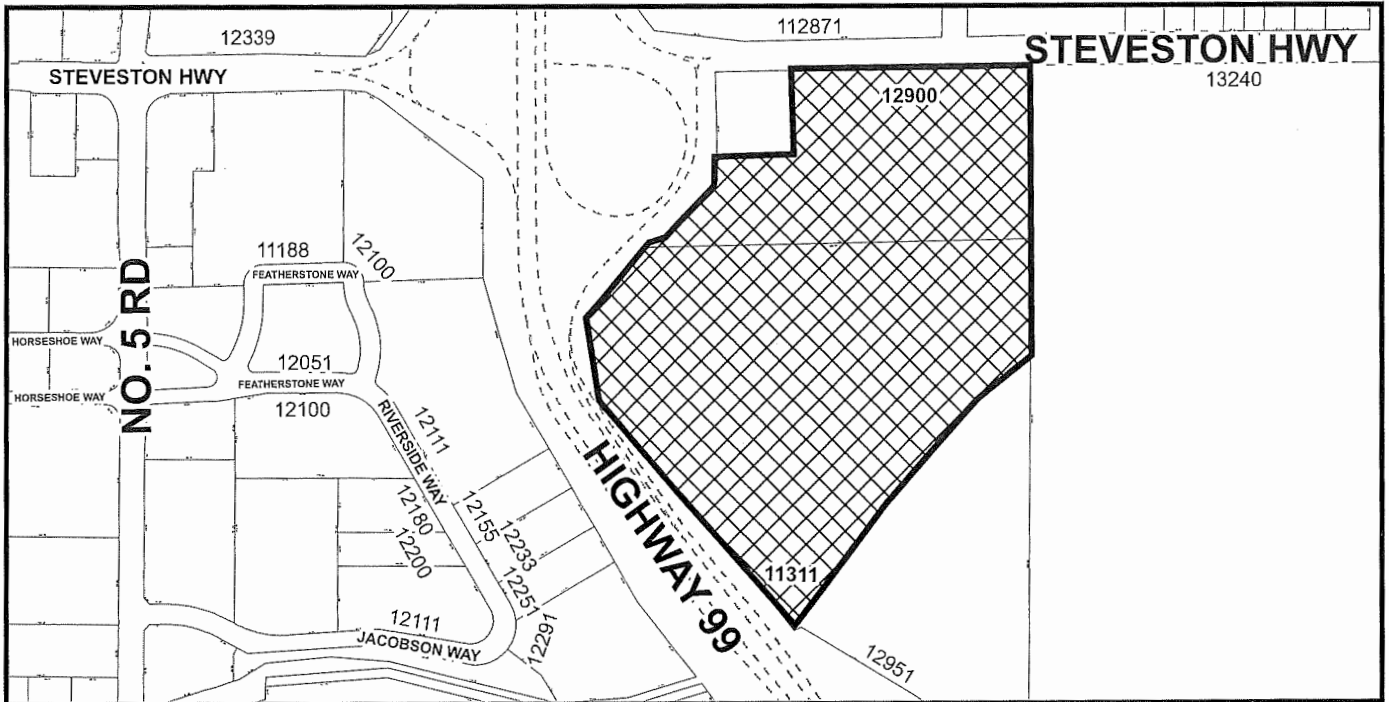 12339
112871
STEVESTON HWY
STEVESTON HWY
13240
12900
11188
12100
FEATHERSTONE WAY
NO. 5 RD
HORSESHOE WAY
12051
FEATHERSTONE WAY
HORSESHOE WAY
12100
RIVERSIDE WAY
12111
HIGHWAY 99
12180
12155
12200
12233
12251
11311
12111
12291
JACOBSON WAY
12951